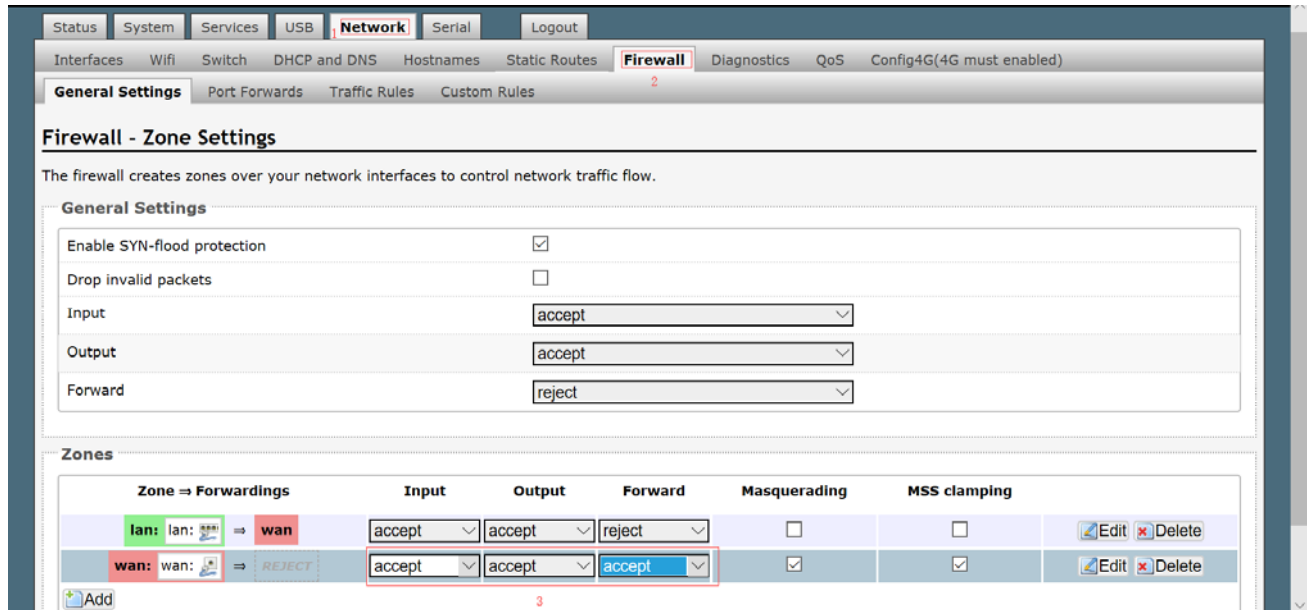 Status System Services USB 1 Network Serial Logout
Interfaces Wifi Switch DHCP and DNS Hostnames Static Routes Firewall Diagnostics QoS Config4G(4G must enabled)
2
General Settings Port Forwards Traffic Rules Custom Rules
Firewall - Zone Settings
The firewall creates zones over your network interfaces to control network traffic flow.
General Settings
Enable SYN-flood protection
Drop invalid packets
Input accept
Output accept
Forward reject
Zones
Zone ⇒ Forwardings Input Output Forward Masquerading MSS clamping
lan: lan: ⇒ wan accept accept reject Edit Delete
wan: wan: ⇒ REJECT accept accept accept Edit Delete
Add
3